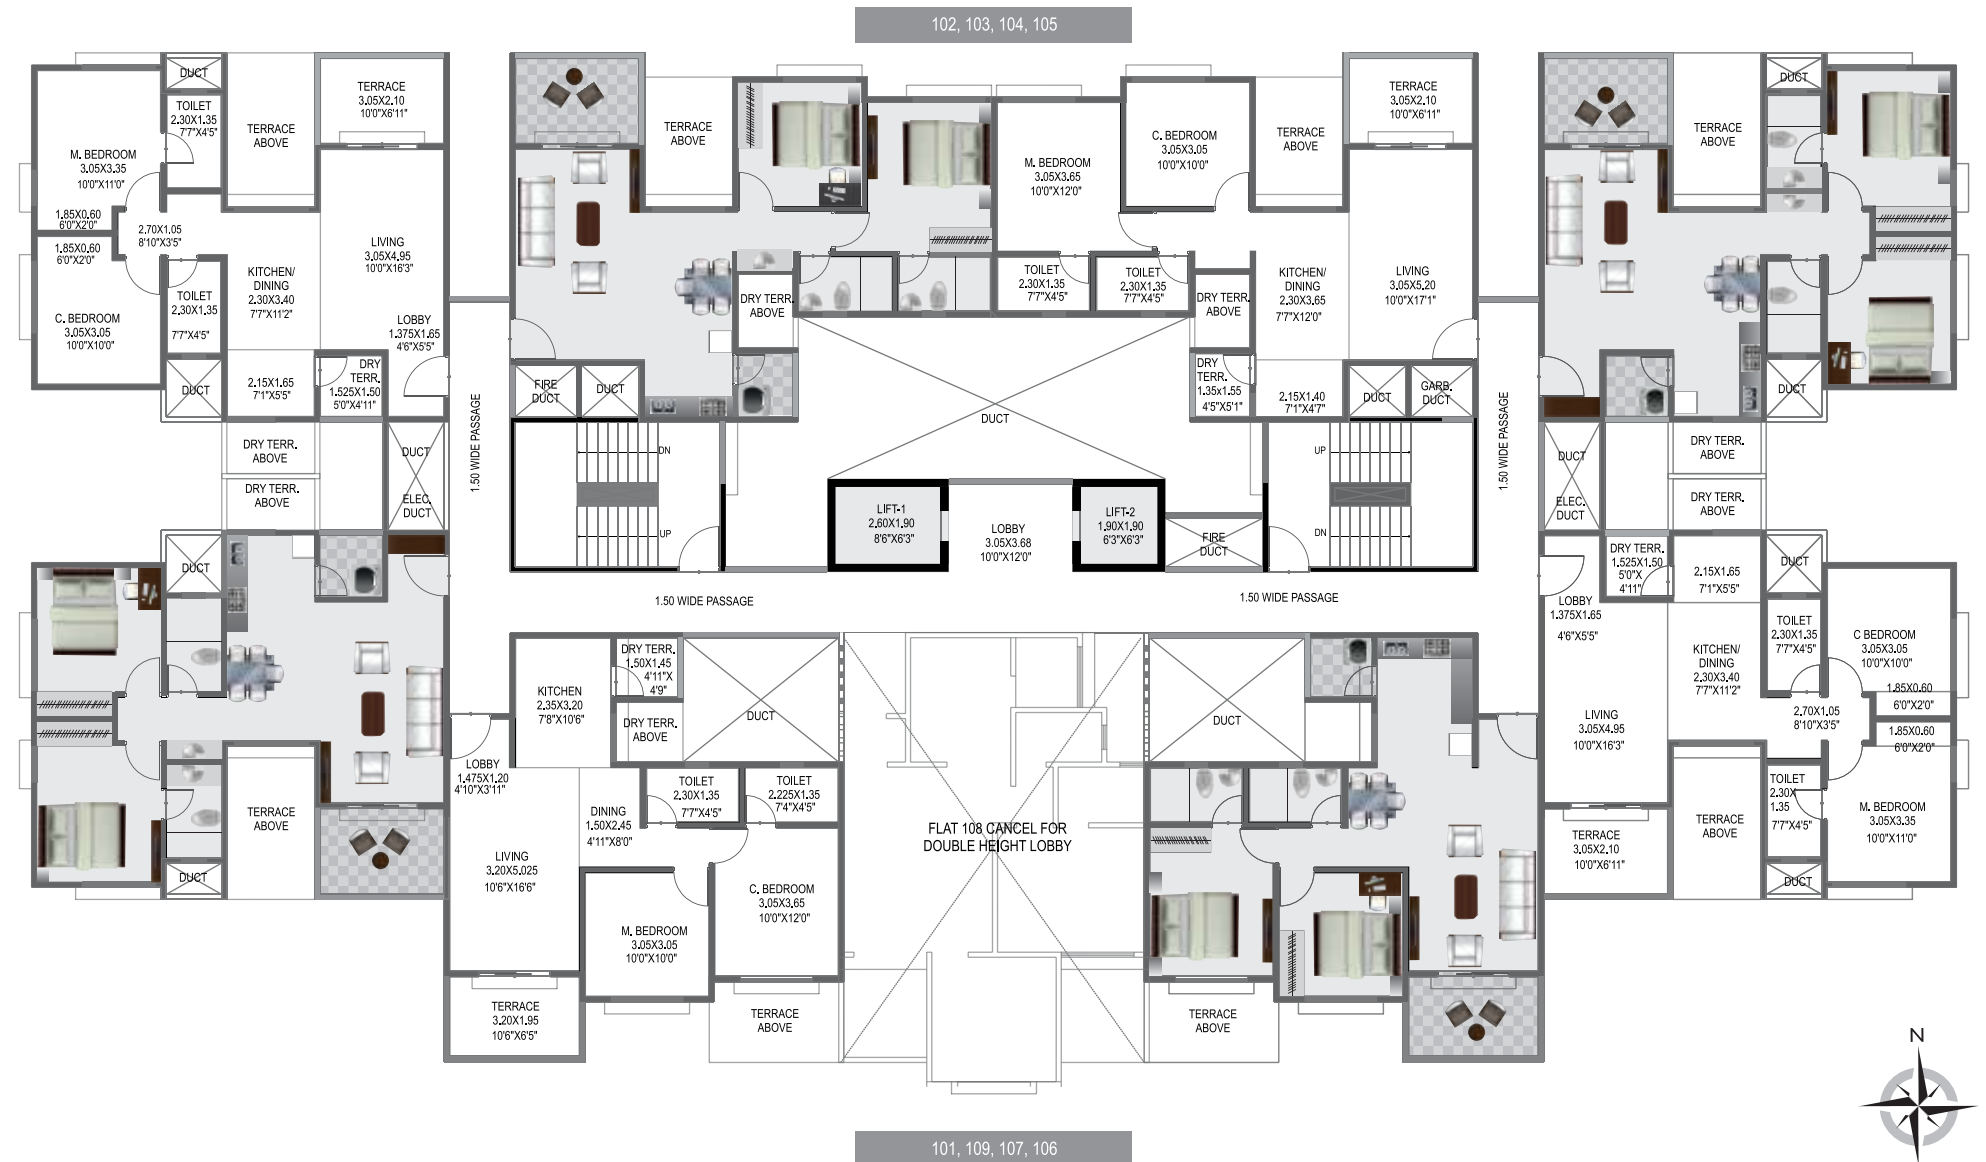 102, 103, 104, 105
DUCT
TOILET
2.30X1.35
7'7"X4'5"
TERRACE
ABOVE
TERRACE
3.05X2.10
10'0"X6'11"
M. BEDROOM
3.05X3.35
10'0"X11'0"
1.85X0.60
6'0"X2'0"
1.85X0.60
6'0"X2'0"
2.70X1.05
8'10"X3'5"
C. BEDROOM
3.05X3.05
10'0"X10'0"
TOILET
2.30X1.35
7'7"X4'5"
KITCHEN/
DINING
2.30X3.40
7'7"X11'2"
LIVING
3.05X4.95
10'0"X16'3"
LOBBY
1.375X1.65
4'6"X5'5"
DUCT
2.15X1.65
7'1"X5'5"
DRY
TERR.
1.525X1.50
5'0"X4'11"
DRY TERR.
ABOVE
DRY TERR.
ABOVE
DUCT
ELEC.
DUCT
1.50 WIDE PASSAGE
TERRACE
ABOVE
DRY TERR.
ABOVE
FIRE
DUCT
DUCT
DN
UP
M. BEDROOM
3.05X3.65
10'0"X12'0"
C. BEDROOM
3.05X3.05
10'0"X10'0"
TERRACE
ABOVE
TERRACE
3.05X2.10
10'0"X6'11"
TOILET
2.30X1.35
7'7"X4'5"
TOILET
2.30X1.35
7'7"X4'5"
DRY TERR.
ABOVE
KITCHEN/
DINING
2.30X3.65
7'7"X12'0"
LIVING
3.05X5.20
10'0"X17'1"
DRY
TERR.
1.35x1.55
4'5"X5'1"
2.15X1.40
7'1"X4'7"
DUCT
GARB.
DUCT
DUCT
UP
DN
LIFT-1
2.60X1.90
8'6"X6'3"
LOBBY
3.05X3.68
10'0"X12'0"
LIFT-2
1.90X1.90
6'3"X6'3"
FIRE
DUCT
1.50 WIDE PASSAGE
1.50 WIDE PASSAGE
1.50 WIDE PASSAGE
TERRACE
ABOVE
DUCT
DUCT
DUCT
ELEC.
DUCT
DRY TERR.
ABOVE
DRY TERR.
ABOVE
DUCT
TERRACE
ABOVE
DUCT
KITCHEN
2.35X3.20
7'8"X10'6"
DRY TERR.
1.50X1.45
4'11"X
4'9"
DRY TERR.
ABOVE
DUCT
LOBBY
1.475X1.20
4'10"X3'11"
DINING
1.50X2.45
4'11"X8'0"
TOILET
2.30X1.35
7'7"X4'5"
TOILET
2.225X1.35
7'4"X4'5"
LIVING
3.20X5.025
10'6"X16'6"
M. BEDROOM
3.05X3.05
10'0"X10'0"
C. BEDROOM
3.05X3.65
10'0"X12'0"
TERRACE
3.20X1.95
10'6"X6'5"
TERRACE
ABOVE
FLAT 108 CANCEL FOR
DOUBLE HEIGHT LOBBY
DUCT
TERRACE
ABOVE
DRY TERR.
1.525X1.50
5'0"X
4'11"
2.15X1.65
7'1"X5'5"
DUCT
LOBBY
1.375X1.65
4'6"X5'5"
TOILET
2.30X1.35
7'7"X4'5"
C BEDROOM
3.05X3.05
10'0"X10'0"
KITCHEN/
DINING
2.30X3.40
7'7"X11'2"
1.85X0.60
6'0"X2'0"
LIVING
3.05X4.95
10'0"X16'3"
2.70X1.05
8'10"X3'5"
1.85X0.60
6'0"X2'0"
TERRACE
3.05X2.10
10'0"X6'11"
TERRACE
ABOVE
TOILET
2.30X
1.35
7'7"X4'5"
M. BEDROOM
3.05X3.35
10'0"X11'0"
DUCT
N
101, 109, 107, 106